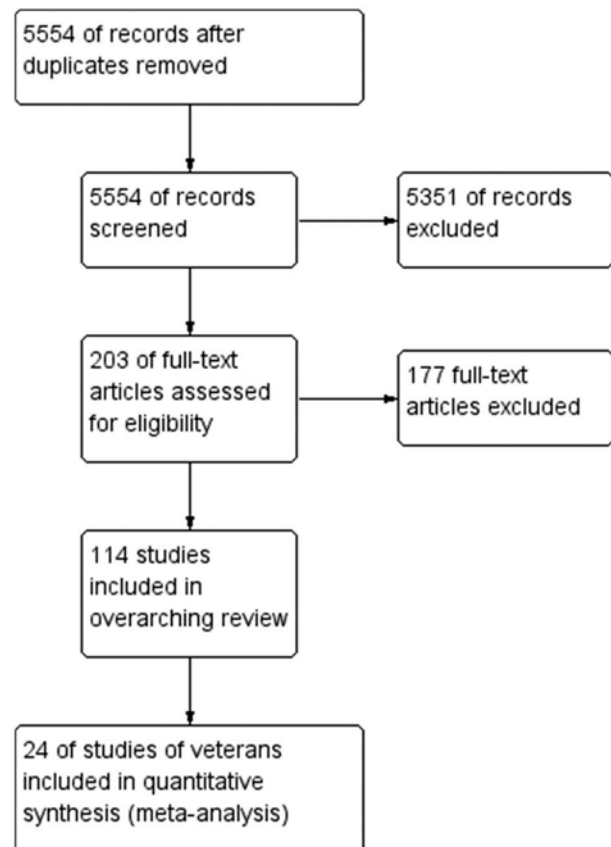 5554 of records after
duplicates removed
5554 of records
screened
5351 of records
excluded
203 of full-text
articles assessed
for eligibility
177 full-text
articles excluded
114 studies
included in
overarching review
24 of studies of veterans
included in quantitative
synthesis (meta-analysis)